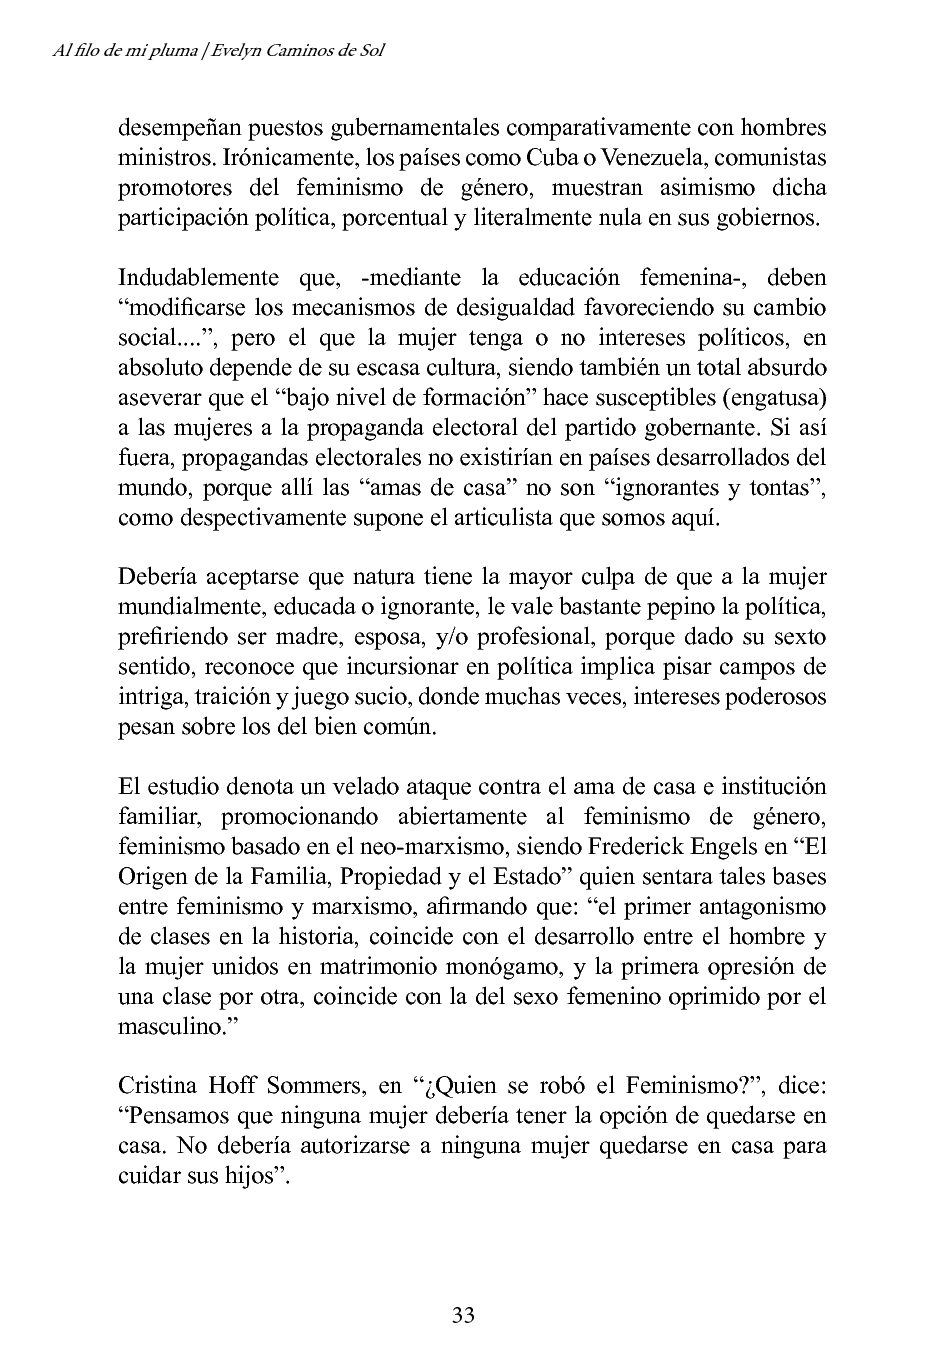 Al filo de mi pluma | Evelyn Caminos de Sol
desempeñan puestos gubernamentales comparativamente con hombres
ministros. Irónicamente, los países como Cuba o Venezuela, comunistas
promotores del feminismo de género, muestran asimismo dicha
participación política, porcentual y literalmente nula en sus gobiernos.
Indudablemente que, -mediante la educación femenina-, deben
“modificarse los mecanismos de desigualdad favoreciendo su cambio
social....”, pero el que la mujer tenga o no intereses políticos, en
absoluto depende de su escasa cultura, siendo también un total absurdo
aseverar que el “bajo nivel de formación” hace susceptibles (engatusa)
a las mujeres a la propaganda electoral del partido gobernante. Si así
fuera, propagandas electorales no existirían en países desarrollados del
mundo, porque allí las “amas de casa” no son “ignorantes y tontas”,
como despectivamente supone el articulista que somos aquí.
Debería aceptarse que natura tiene la mayor culpa de que a la mujer
mundialmente, educada o ignorante, le vale bastante pepino la política,
prefiriendo ser madre, esposa, y/o profesional, porque dado su sexto
sentido, reconoce que incursionar en política implica pisar campos de
intriga, traición y juego sucio, donde muchas veces, intereses poderosos
pesan sobre los del bien común.
El estudio denota un velado ataque contra el ama de casa e institución
familiar, promocionando abiertamente al feminismo de género,
feminismo basado en el neo-marxismo, siendo Frederick Engels en “El
Origen de la Familia, Propiedad y el Estado” quien sentara tales bases
entre feminismo y marxismo, afirmando que: “el primer antagonismo
de clases en la historia, coincide con el desarrollo entre el hombre y
la mujer unidos en matrimonio monógamo, y la primera opresión de
una clase por otra, coincide con la del sexo femenino oprimido por el
masculino.”
Cristina Hoff Sommers, en “¿Quien se robó el Feminismo?”, dice:
“Pensamos que ninguna mujer debería tener la opción de quedarse en
casa. No debería autorizarse a ninguna mujer quedarse en casa para
cuidar sus hijos”.
33